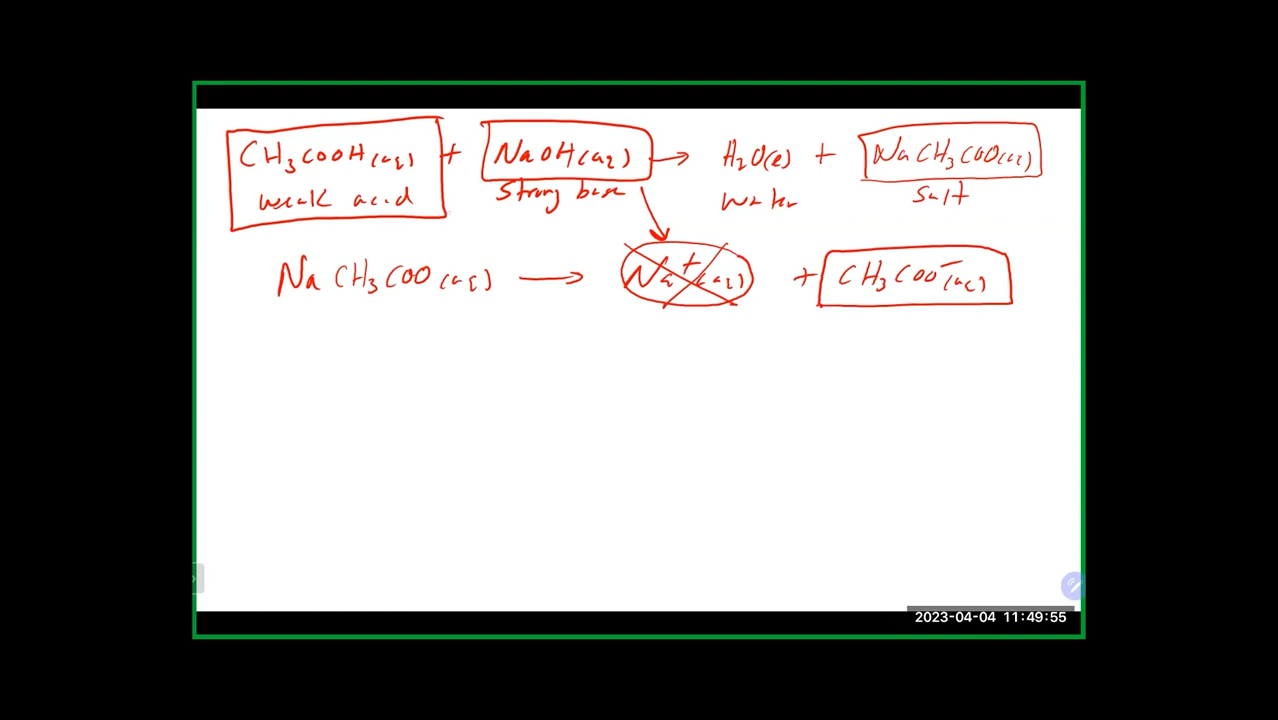 CH₃COOH(aq) + NaOH(aq) → H₂O(l) + NaCH₃COO(aq)
weak acid strong base water salt
NaCH₃COO(aq) → Na⁺(aq) + CH₃COO⁻(aq)
2023-04-04 11:49:55